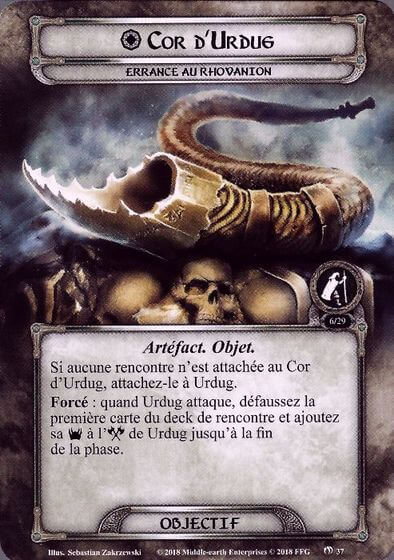 Cor d'Urdug
Errance au Rhovanion
6/29
Artéfact. Objet.
Si aucune rencontre n'est attachée au Cor
d'Urdug, attachez-le à Urdug.
Forcé : quand Urdug attaque, défaussez la
première carte du deck de rencontre et ajoutez
sa à l' de Urdug jusqu'à la fin
de la phase.
Objectif
Illus. Sebastian Zakrzewski © 2018 Middle-earth Enterprises © 2018 FFG 37